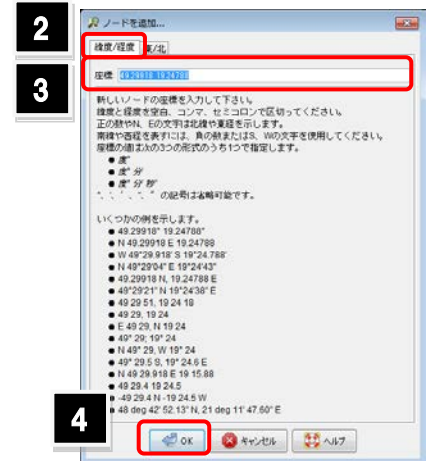 2
ノードを追加...
緯度/経度 東/北
3
座標: 49.29918 19.24788
新しいノードの座標を入力して下さい。
緯度と経度を空白、コンマ、セミコロンで区切ってください。
正の数やN、Eの文字は北緯や東経を示します。
南緯や西経を表すには、負の数またはS、Wの文字を使用してください。
座標の値は次の3つの形式のうち1つで指定します。
● 度°
● 度° 分'
● 度° 分' 秒"
°、'、′、"、″ の記号は省略可能です。
いくつかの例を示します。
● 49.29918° 19.24788°
● N 49.29918 E 19.24788
● W 49°29.918' S 19°24.788'
● N 49°29'04" E 19°24'43"
● 49.29918 N, 19.24788 E
● 49°29'21" N 19°24'38" E
● 49 29 51, 19 24 18
● 49 29, 19 24
● E 49 29, N 19 24
● 49° 29; 19° 24
● N 49° 29, W 19° 24
● 49° 29.5 S, 19° 24.6 E
● N 49 29.918 E 19 15.88
● 49 29.4 19 24.5
● -49 29.4 N -19 24.5 W
● 48 deg 42' 52.13" N, 21 deg 11' 47.60" E
4
OK キャンセル ヘルプ